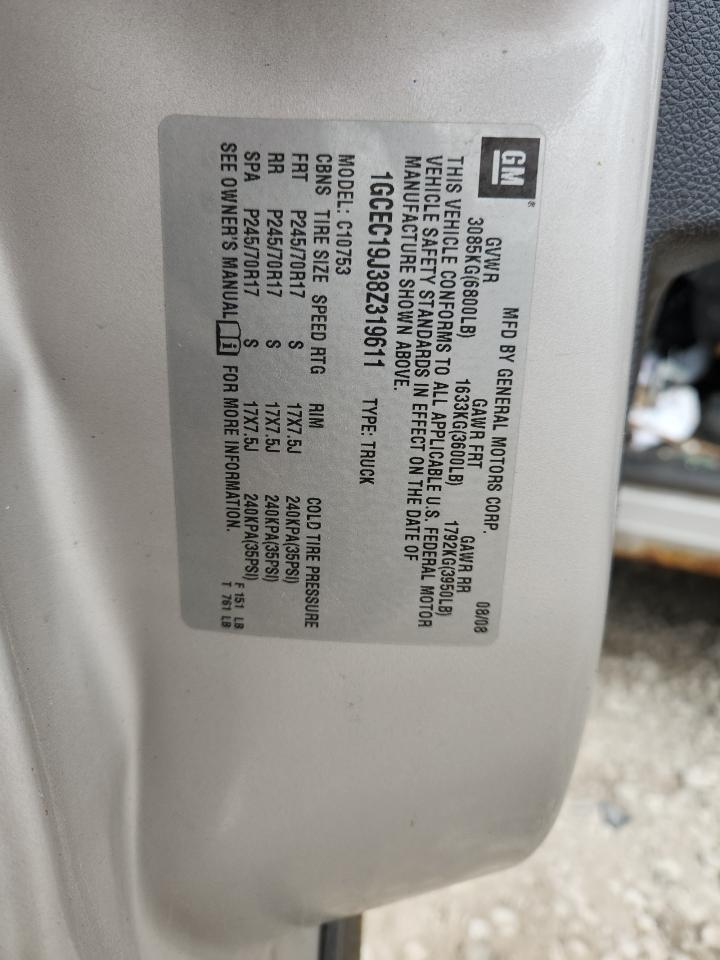 GM ® MFD BY GENERAL MOTORS CORP. 08/08
GVWR GAWR FRT GAWR RR
3085KG(6800LB) 1633KG(3600LB) 1792KG(3950LB)
THIS VEHICLE CONFORMS TO ALL APPLICABLE U.S. FEDERAL MOTOR
VEHICLE SAFETY STANDARDS IN EFFECT ON THE DATE OF
MANUFACTURE SHOWN ABOVE.
1GCEC19J38Z319611 TYPE: TRUCK
MODEL: C10753
CBNS TIRE SIZE SPEED RTG RIM COLD TIRE PRESSURE
FRT P245/70R17 S 17X7.5J 240KPA(35PSI)
RR P245/70R17 S 17X7.5J 240KPA(35PSI)
SPA P245/70R17 S 17X7.5J 240KPA(35PSI)
SEE OWNER'S MANUAL i FOR MORE INFORMATION.
F 151 LB
T 761 LB